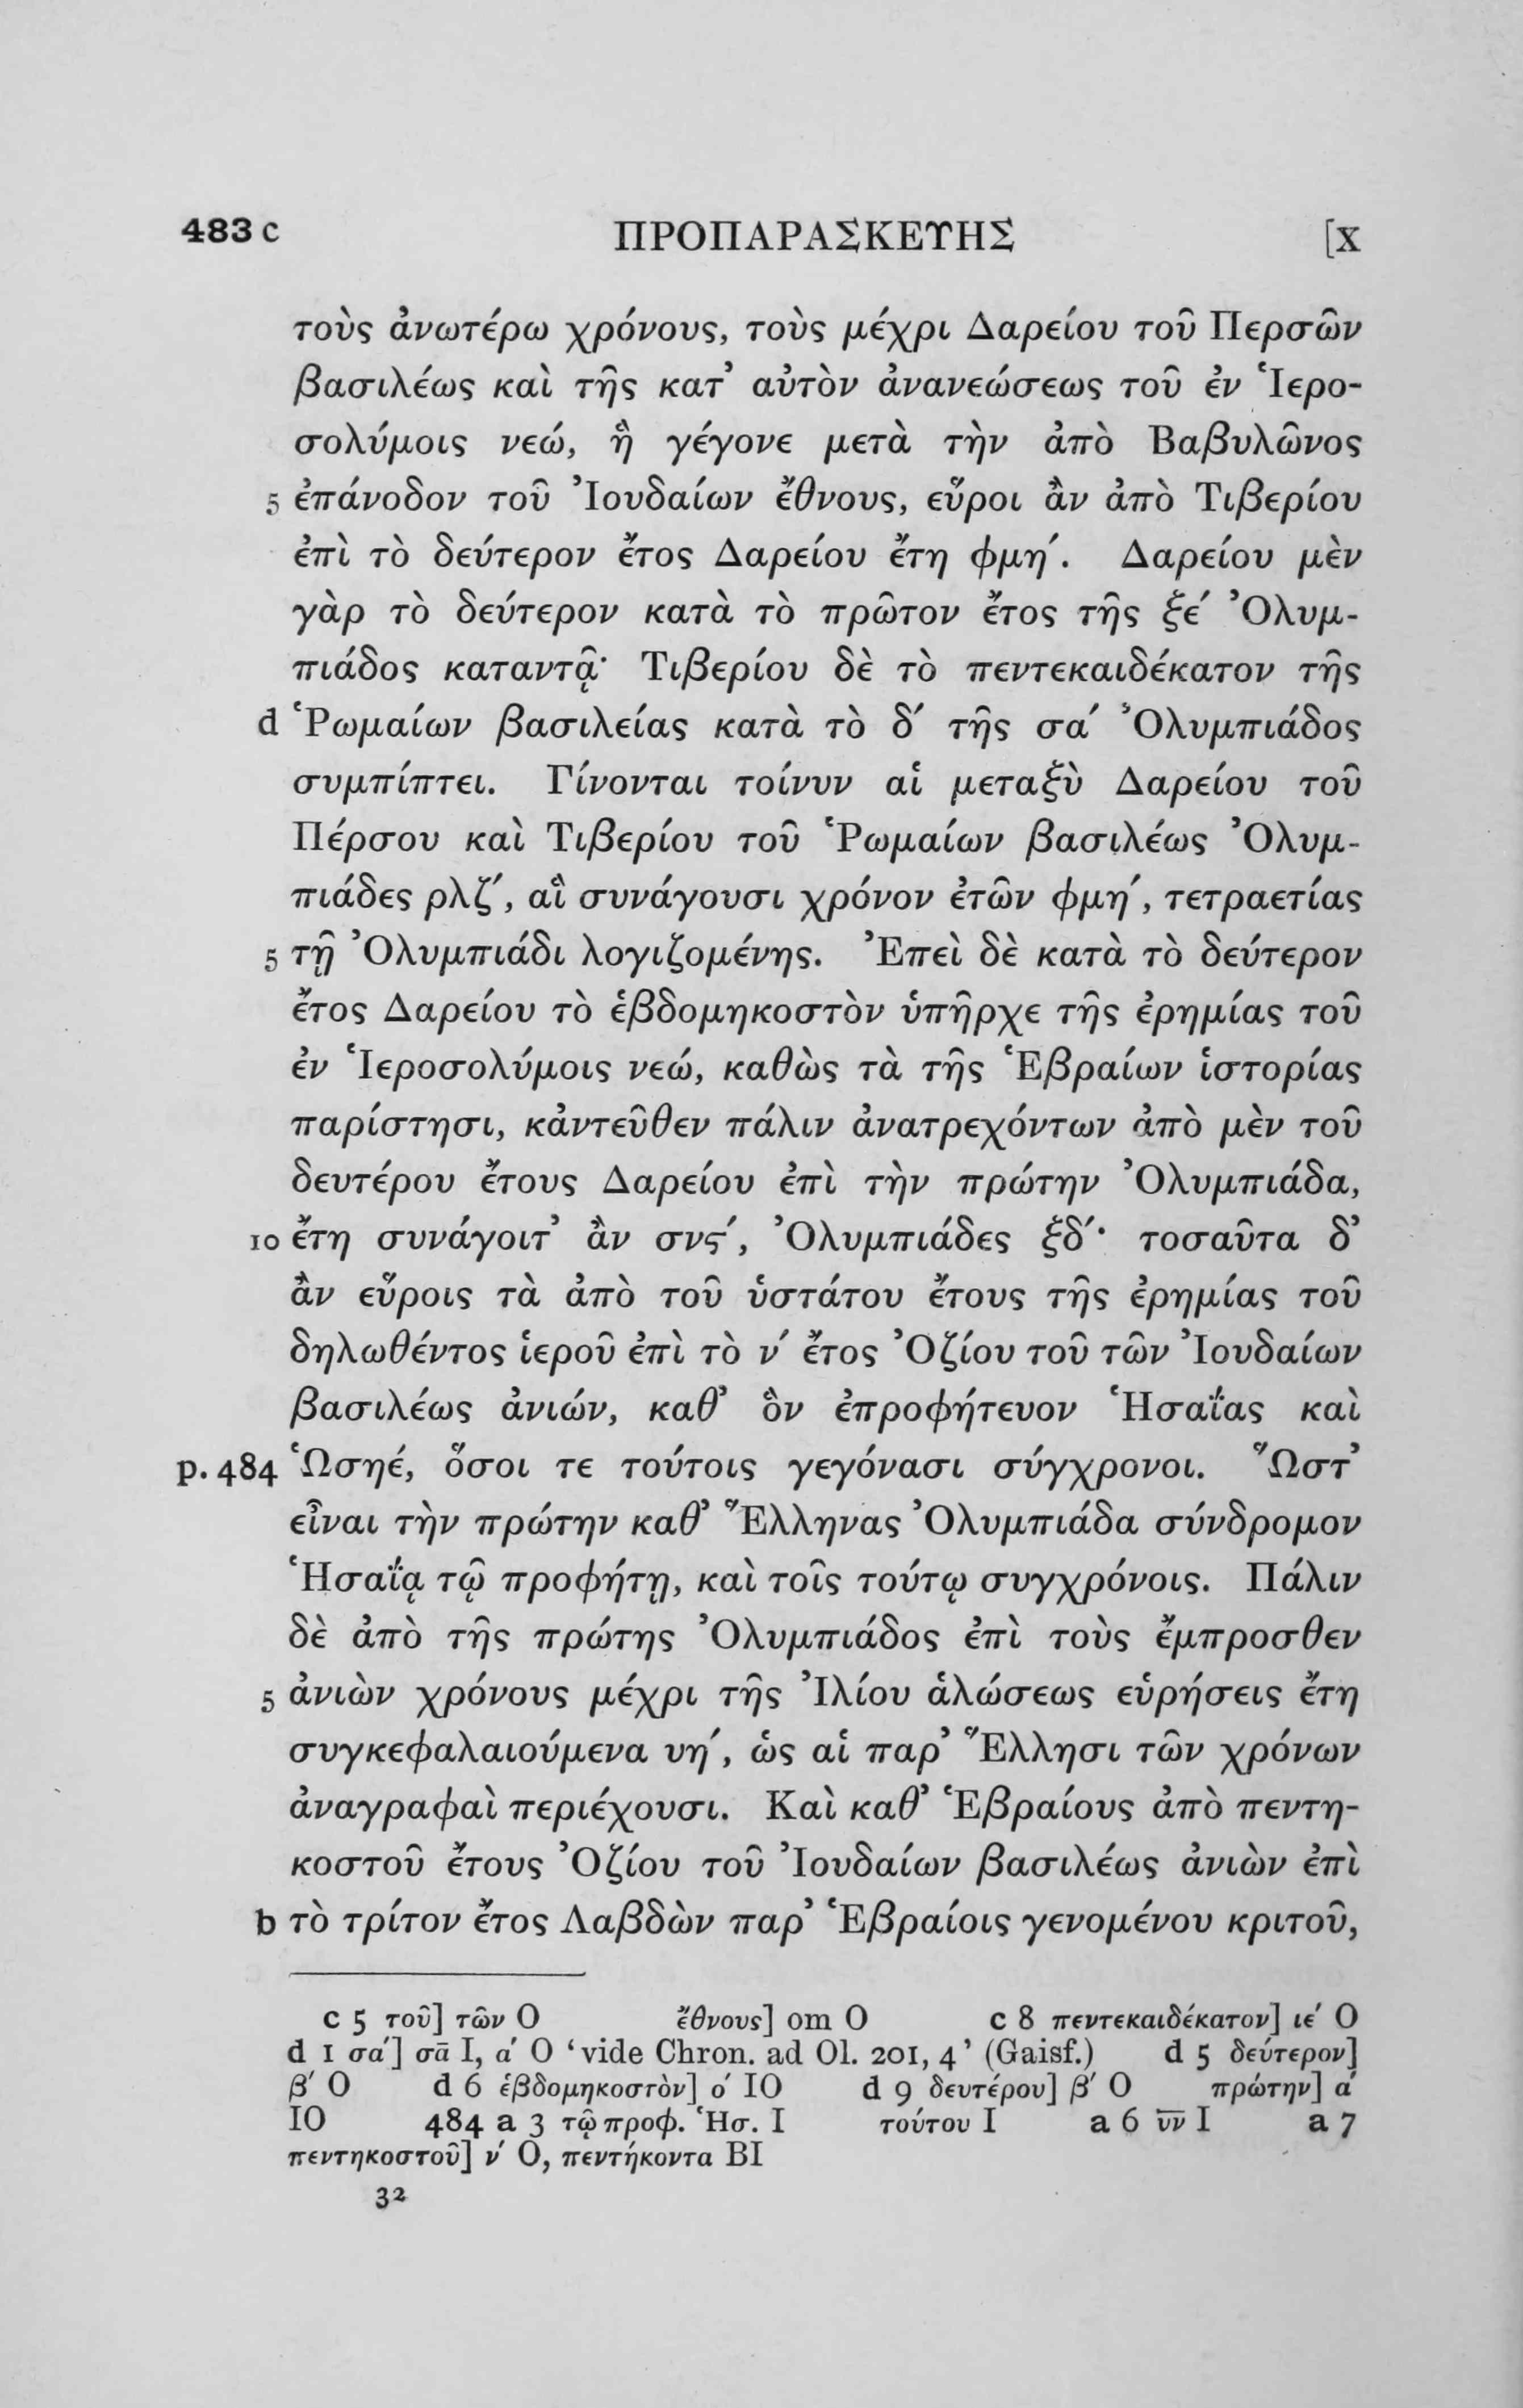 483 c ΠΡΟΠΑΡΑΣΚΕΥΗΣ [X
τοὺς ἀνωτέρω χρόνους, τοὺς μέχρι Δαρείου τοῦ Περσῶν
βασιλέως καὶ τῆς κατ’ αὐτὸν ἀνανεώσεως τοῦ ἐν Ἱερο-
σολύμοις νεώ, ἣ γέγονε μετὰ τὴν ἀπὸ Βαβυλῶνος
5 ἐπάνοδον τοῦ Ἰουδαίων ἔθνους, εὕροι ἂν ἀπὸ Τιβερίου
ἐπὶ τὸ δεύτερον ἔτος Δαρείου ἔτη φμη΄. Δαρείου μὲν
γὰρ τὸ δεύτερον κατὰ τὸ πρῶτον ἔτος τῆς ξε΄ Ὀλυμ-
πιάδος καταντᾷ· Τιβερίου δὲ τὸ πεντεκαιδέκατον τῆς
d Ῥωμαίων βασιλείας κατὰ τὸ δ΄ τῆς σα΄ Ὀλυμπιάδος
συμπίπτει. Γίνονται τοίνυν αἱ μεταξὺ Δαρείου τοῦ
Πέρσου καὶ Τιβερίου τοῦ Ῥωμαίων βασιλέως Ὀλυμ-
πιάδες ρλζ΄, αἳ συνάγουσι χρόνον ἐτῶν φμη΄, τετραετίας
5 τῇ Ὀλυμπιάδι λογιζομένης. Ἐπεὶ δὲ κατὰ τὸ δεύτερον
ἔτος Δαρείου τὸ ἑβδομηκοστὸν ὑπῆρχε τῆς ἐρημίας τοῦ
ἐν Ἱεροσολύμοις νεώ, καθὼς τὰ τῆς Ἑβραίων ἱστορίας
παρίστησι, κἀντεῦθεν πάλιν ἀνατρεχόντων ἀπὸ μὲν τοῦ
δευτέρου ἔτους Δαρείου ἐπὶ τὴν πρώτην Ὀλυμπιάδα,
10 ἔτη συνάγοιτ’ ἂν σνς΄, Ὀλυμπιάδες ξδ΄· τοσαῦτα δ’
ἂν εὕροις τὰ ἀπὸ τοῦ ὑστάτου ἔτους τῆς ἐρημίας τοῦ
δηλωθέντος ἱεροῦ ἐπὶ τὸ ν΄ ἔτος Ὀζίου τοῦ τῶν Ἰουδαίων
βασιλέως ἀνιών, καθ’ ὃν ἐπροφήτευον Ἡσαΐας καὶ
p. 484 Ὡσηέ, ὅσοι τε τούτοις γεγόνασι σύγχρονοι. Ὥστ’
εἶναι τὴν πρώτην καθ’ Ἕλληνας Ὀλυμπιάδα σύνδρομον
Ἡσαΐᾳ τῷ προφήτῃ, καὶ τοῖς τούτῳ συγχρόνοις. Πάλιν
δὲ ἀπὸ τῆς πρώτης Ὀλυμπιάδος ἐπὶ τοὺς ἔμπροσθεν
5 ἀνιὼν χρόνους μέχρι τῆς Ἰλίου ἁλώσεως εὑρήσεις ἔτη
συγκεφαλαιούμενα υη΄, ὡς αἱ παρ’ Ἕλλησι τῶν χρόνων
ἀναγραφαὶ περιέχουσι. Καὶ καθ’ Ἑβραίους ἀπὸ πεντη-
κοστοῦ ἔτους Ὀζίου τοῦ Ἰουδαίων βασιλέως ἀνιὼν ἐπὶ
b τὸ τρίτον ἔτος Λαβδὼν παρ’ Ἑβραίοις γενομένου κριτοῦ,
c 5 τοῦ] τῶν O ἔθνους] om O c 8 πεντεκαιδέκατον] ιε΄ O
d 1 σα΄] σᾱ I, α΄ O ‘vide Chron. ad Ol. 201, 4’ (Gaisf.) d 5 δεύτερον]
β΄ O d 6 ἑβδομηκοστὸν] ο΄ IO d 9 δευτέρου] β΄ O πρώτην] α΄
IO 484 a 3 τῷ προφ. Ἡσ. I τούτου I a 6 ῡν̄ I a 7
πεντηκοστοῦ] ν΄ O, πεντήκοντα BI
32